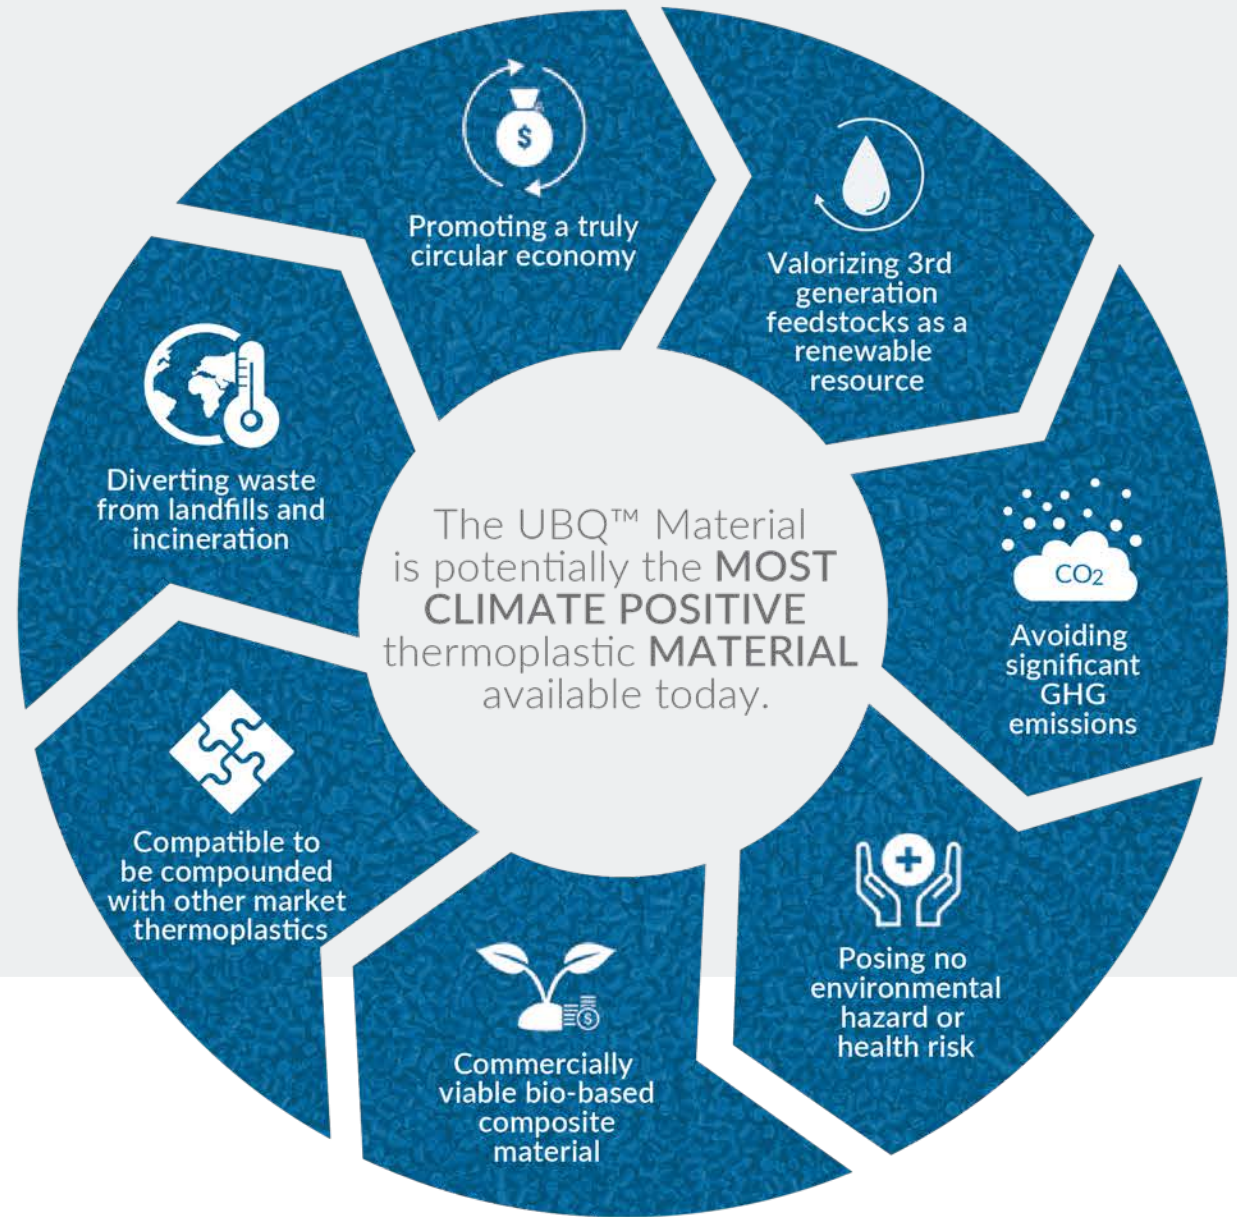 Promoting a truly
circular economy
$
Valorizing 3rd
generation
feedstocks as a
renewable
resource
CO2
Avoiding
significant
GHG
emissions
Posing no
environmental
hazard or
health risk
$
Commercially
viable bio-based
composite
material
Compatible to
be compounded
with other market
thermoplastics
Diverting waste
from landfills and
incineration
The UBQ™ Material
is potentially the MOST
CLIMATE POSITIVE
thermoplastic MATERIAL
available today.